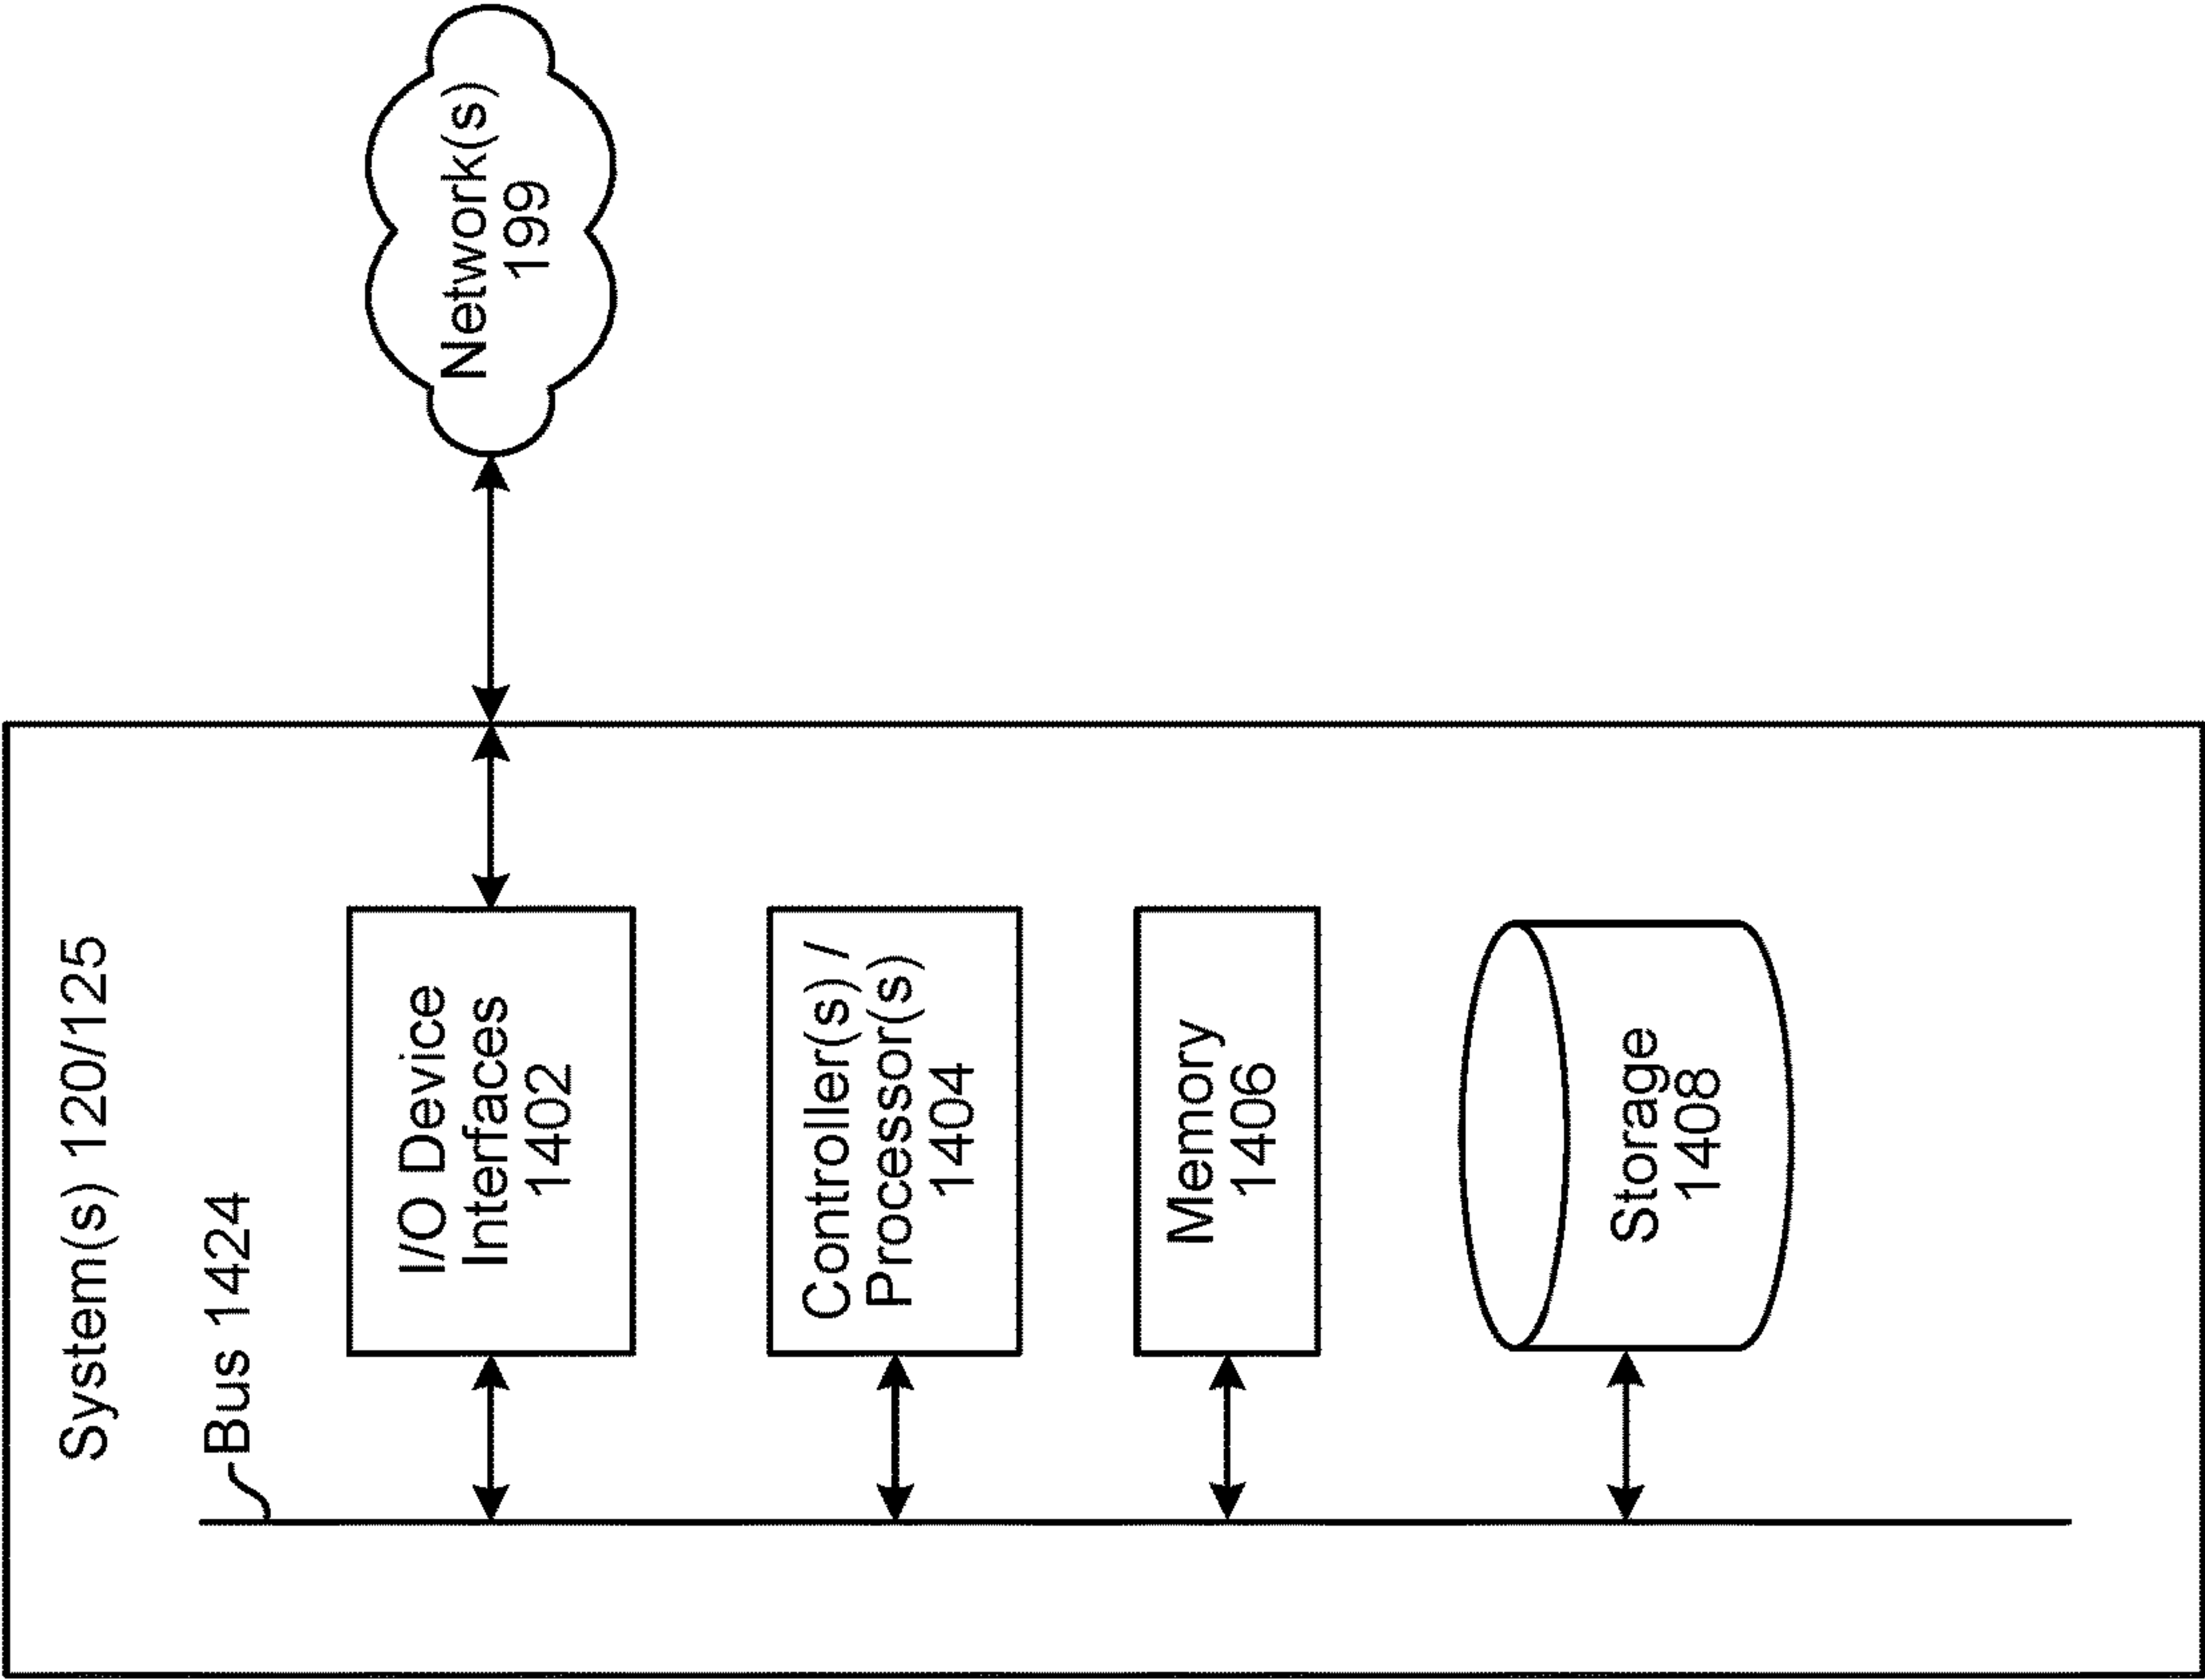 System(s) 120/125
Bus 1424
I/O Device
Interfaces
1402
Network(s)
199
Controller(s) /
Processor(s)
1404
Memory
1406
Storage
1408